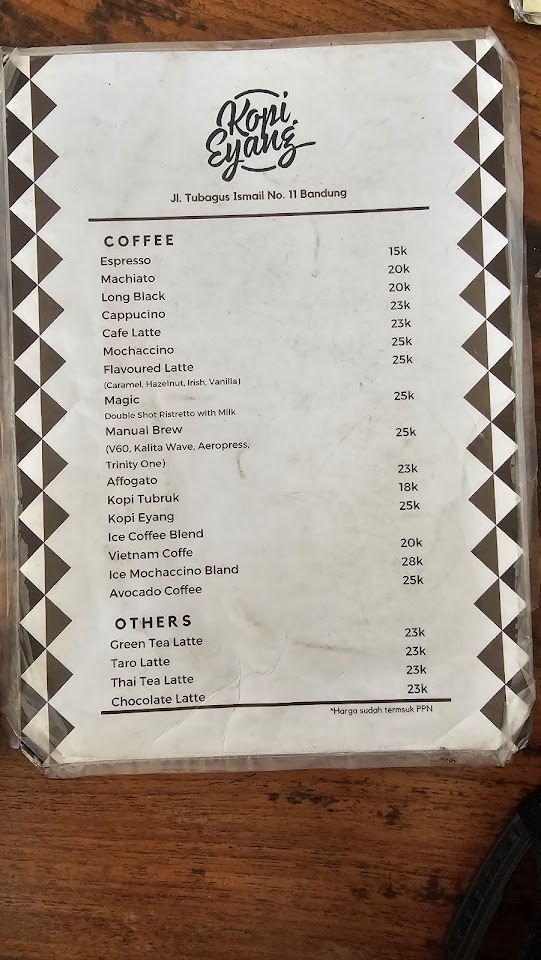 Kopi
Eyang
Jl. Tubagus Ismail No. 11 Bandung
COFFEE
Espresso 15k
Machiato 20k
Long Black 20k
Cappucino 23k
Cafe Latte 23k
Mochaccino 25k
Flavoured Latte 25k
(Caramel, Hazelnut, Irish, Vanilla)
Magic 25k
Double Shot Ristretto with Milk
Manual Brew 25k
(V60, Kalita Wave, Aeropress,
Trinity One)
Affogato 23k
Kopi Tubruk 18k
Kopi Eyang 25k
Ice Coffee Blend
Vietnam Coffe 20k
Ice Mochaccino Bland 28k
Avocado Coffee 25k
OTHERS
Green Tea Latte 23k
Taro Latte 23k
Thai Tea Latte 23k
Chocolate Latte 23k
*Harga sudah termsuk PPN